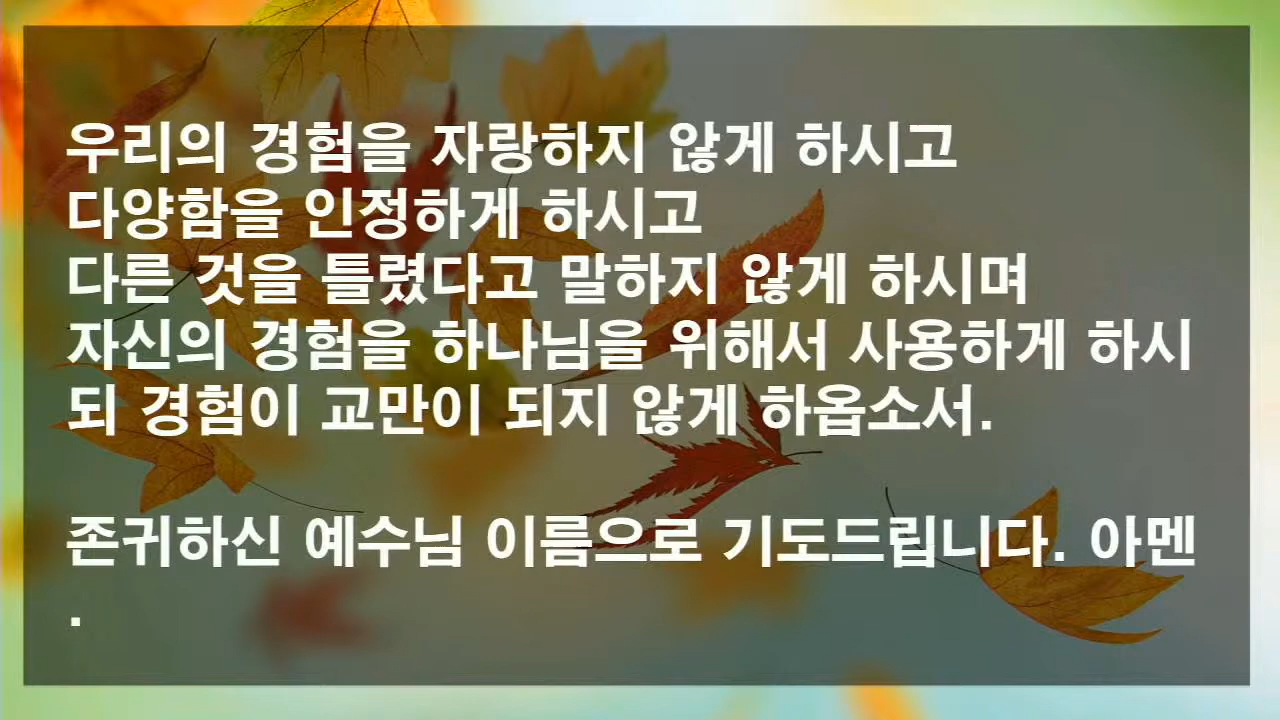 우리의 경험을 자랑하지 않게 하시고
다양함을 인정하게 하시고
다른 것을 틀렸다고 말하지 않게 하시며
자신의 경험을 하나님을 위해서 사용하게 하시
되 경험이 교만이 되지 않게 하옵소서.
존귀하신 예수님 이름으로 기도드립니다. 아멘
.